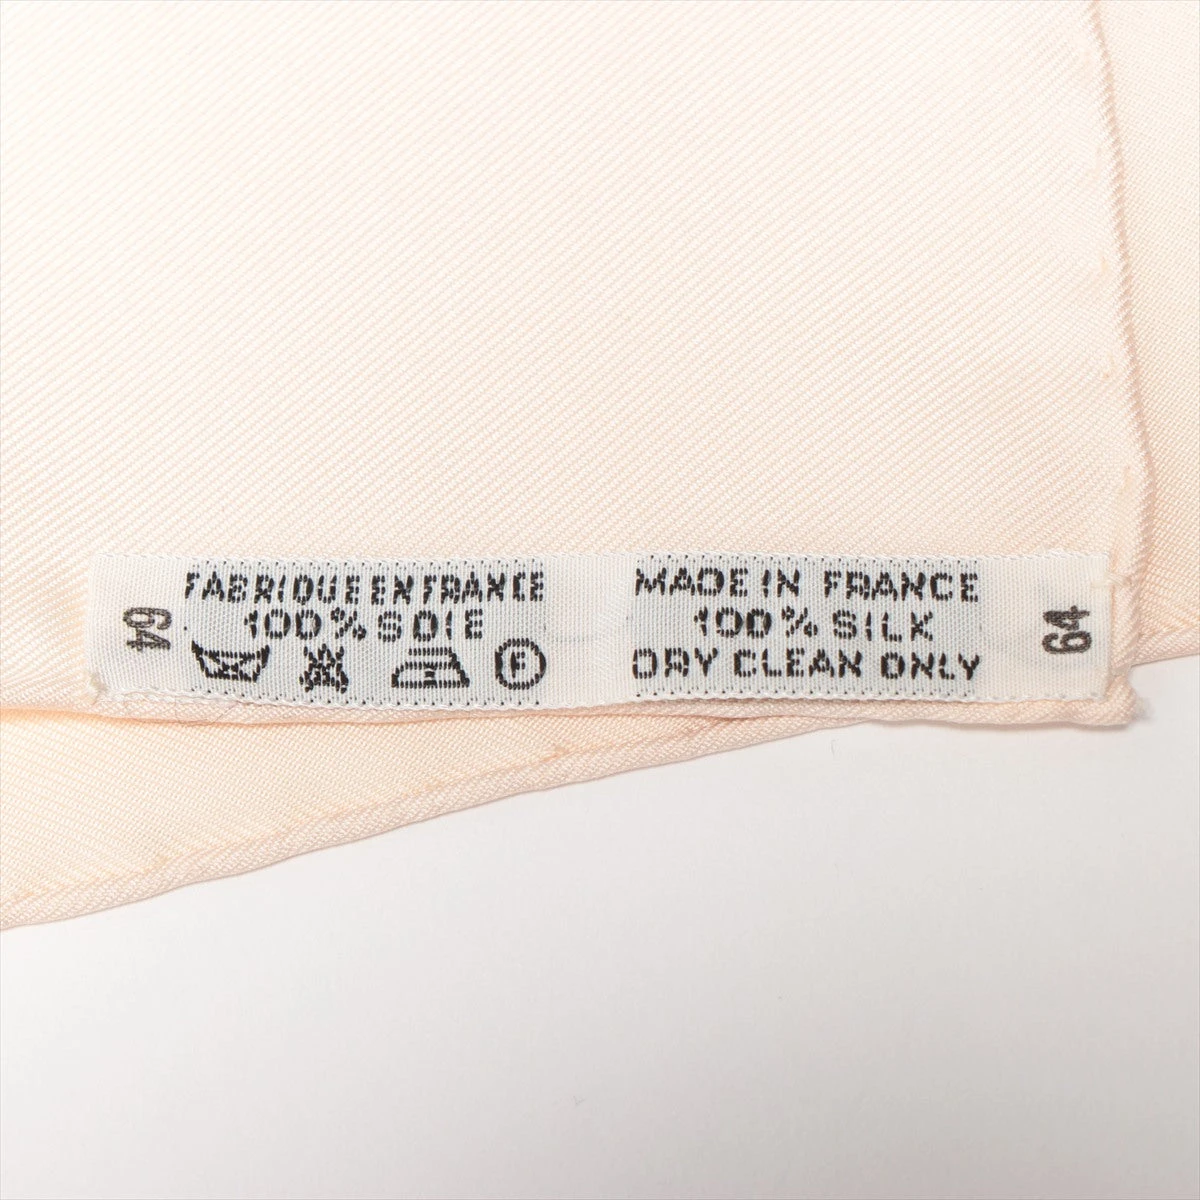 64
FABRIQUE EN FRANCE
100% SOIE
F
MADE IN FRANCE
100% SILK
DRY CLEAN ONLY
64